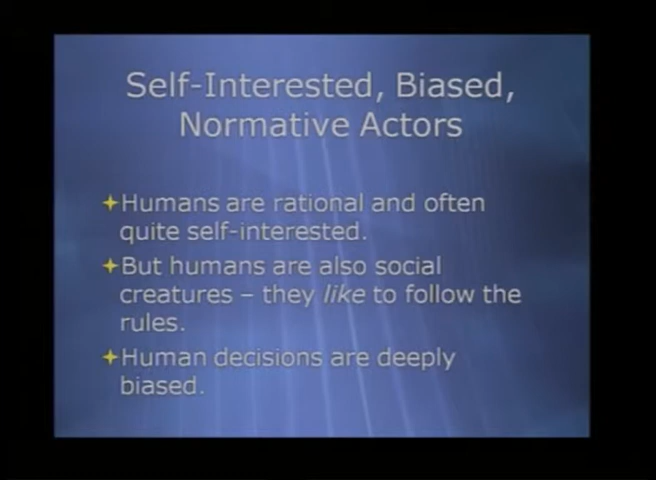 Self-Interested, Biased,
Normative Actors
Humans are rational and often
quite self-interested.
But humans are also social
creatures – they like to follow the
rules.
Human decisions are deeply
biased.